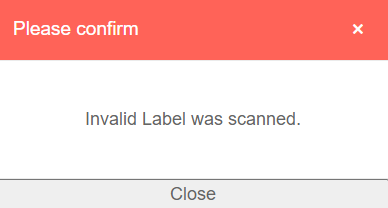 Please confirm ×
Invalid Label was scanned.
Close